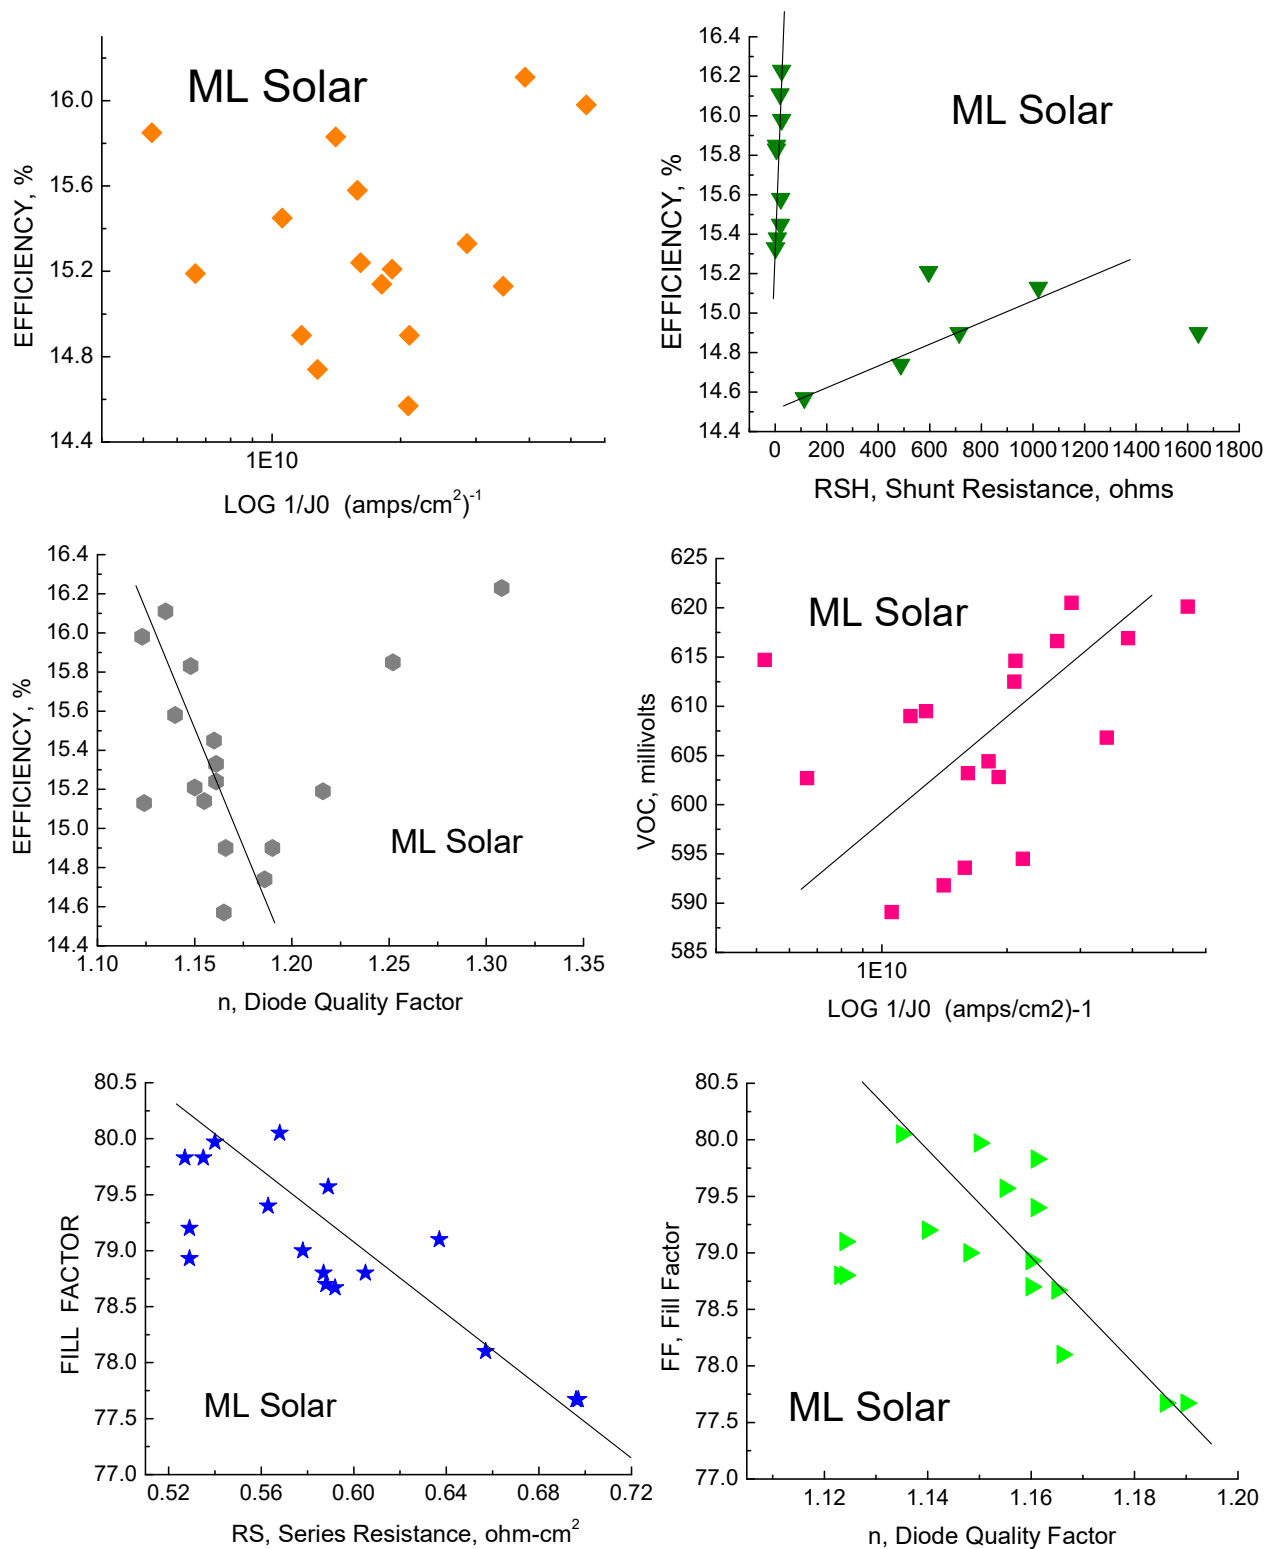 ML Solar
16.0
15.6
15.2
14.8
14.4
EFFICIENCY, %
1E10
LOG 1/J0 (amps/cm²)⁻¹
16.4
16.2
16.0
15.8
15.6
15.4
15.2
15.0
14.8
14.6
14.4
EFFICIENCY, %
ML Solar
0 200 400 600 800 1000 1200 1400 1600 1800
RSH, Shunt Resistance, ohms
16.4
16.2
16.0
15.8
15.6
15.4
15.2
15.0
14.8
14.6
14.4
EFFICIENCY, %
ML Solar
1.10 1.15 1.20 1.25 1.30 1.35
n, Diode Quality Factor
625
620
615
610
605
600
595
590
585
VOC, millivolts
ML Solar
1E10
LOG 1/J0 (amps/cm2)-1
80.5
80.0
79.5
79.0
78.5
78.0
77.5
77.0
FILL FACTOR
ML Solar
0.52 0.56 0.60 0.64 0.68 0.72
RS, Series Resistance, ohm-cm²
80.5
80.0
79.5
79.0
78.5
78.0
77.5
77.0
FF, Fill Factor
ML Solar
1.12 1.14 1.16 1.18 1.20
n, Diode Quality Factor